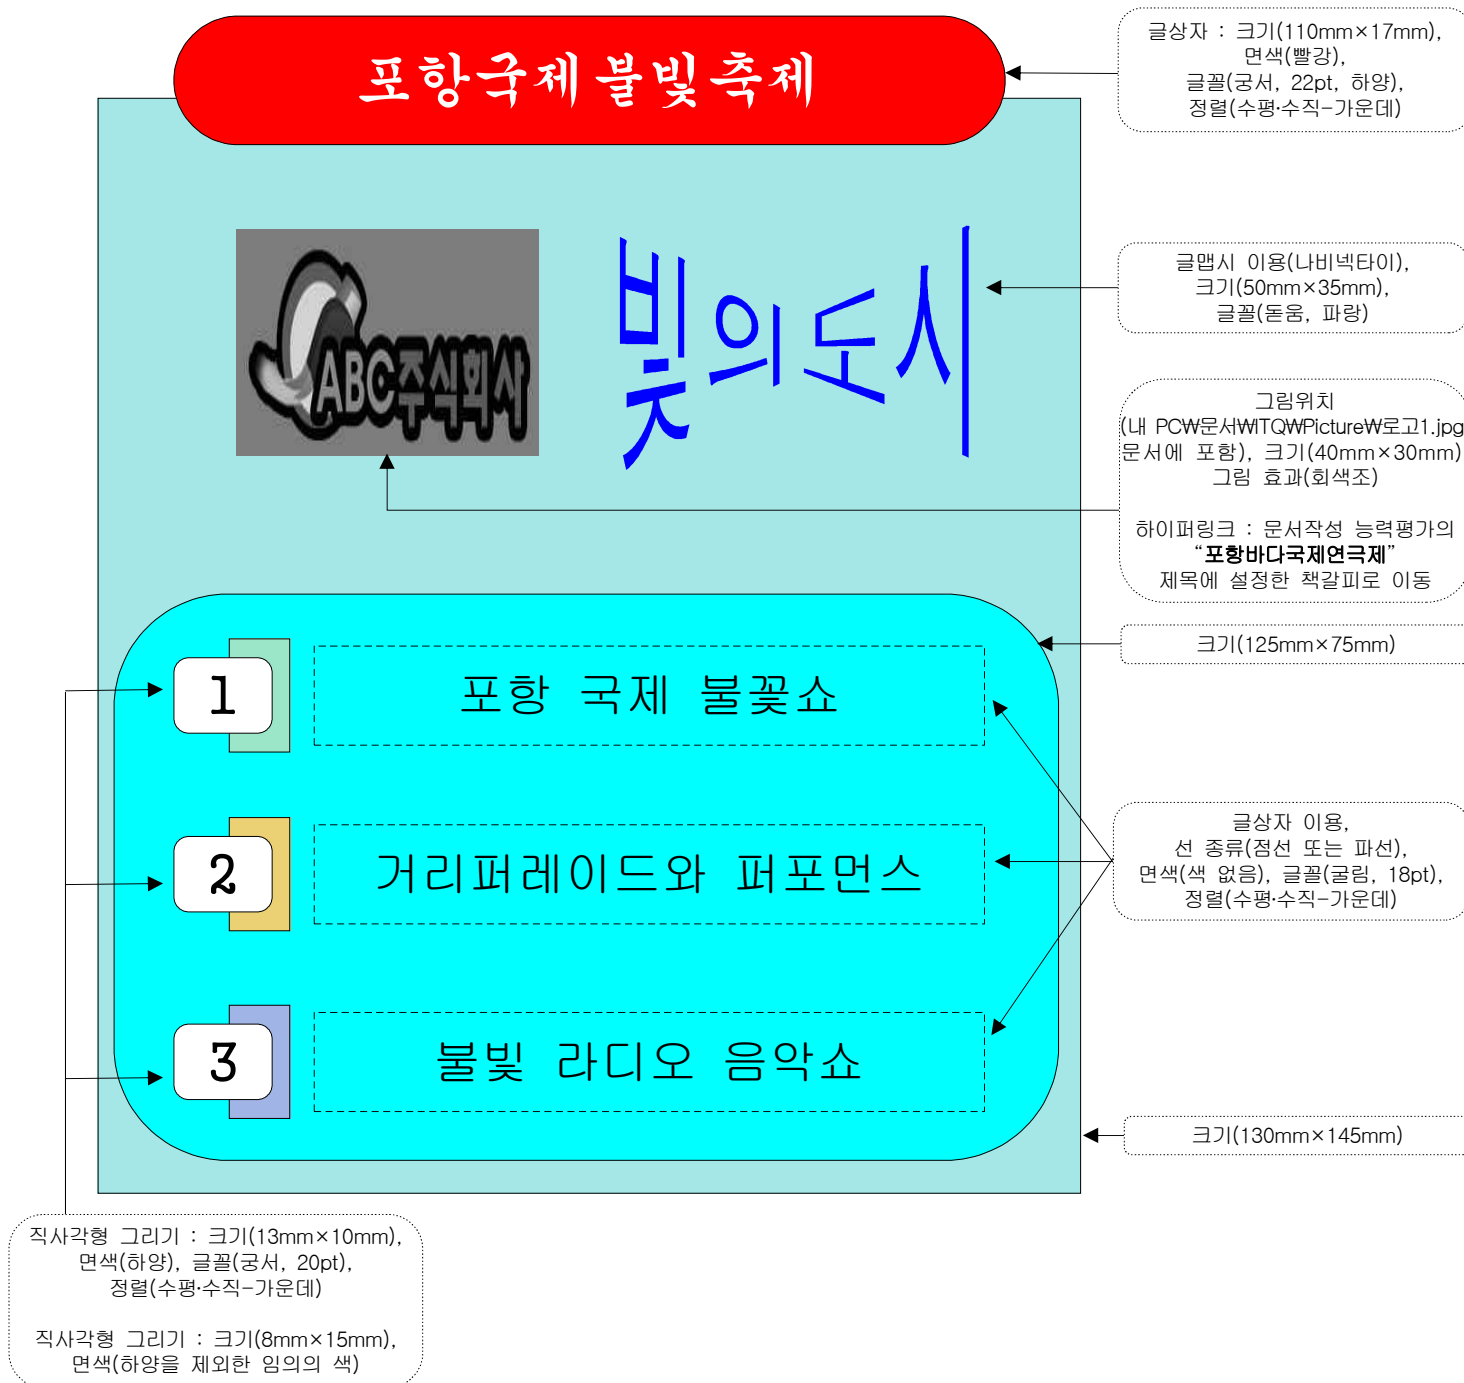 포항국제불빛축제
글상자 : 크기(110mm×17mm),
면색(빨강),
글꼴(궁서, 22pt, 하양),
정렬(수평·수직-가운데)
ABC주식회사
빛의도시
글맵시 이용(나비넥타이),
크기(50mm×35mm),
글꼴(돋움, 파랑)
그림위치
(내 PC₩문서₩ITQ₩Picture₩로고1.jpg
문서에 포함), 크기(40mm×30mm)
그림 효과(회색조)
하이퍼링크 : 문서작성 능력평가의
“포항바다국제연극제”
제목에 설정한 책갈피로 이동
크기(125mm×75mm)
1
포항 국제 불꽃쇼
2
거리퍼레이드와 퍼포먼스
글상자 이용,
선 종류(점선 또는 파선),
면색(색 없음), 글꼴(굴림, 18pt),
정렬(수평·수직-가운데)
3
불빛 라디오 음악쇼
크기(130mm×145mm)
직사각형 그리기 : 크기(13mm×10mm),
면색(하양), 글꼴(궁서, 20pt),
정렬(수평·수직-가운데)
직사각형 그리기 : 크기(8mm×15mm),
면색(하양을 제외한 임의의 색)